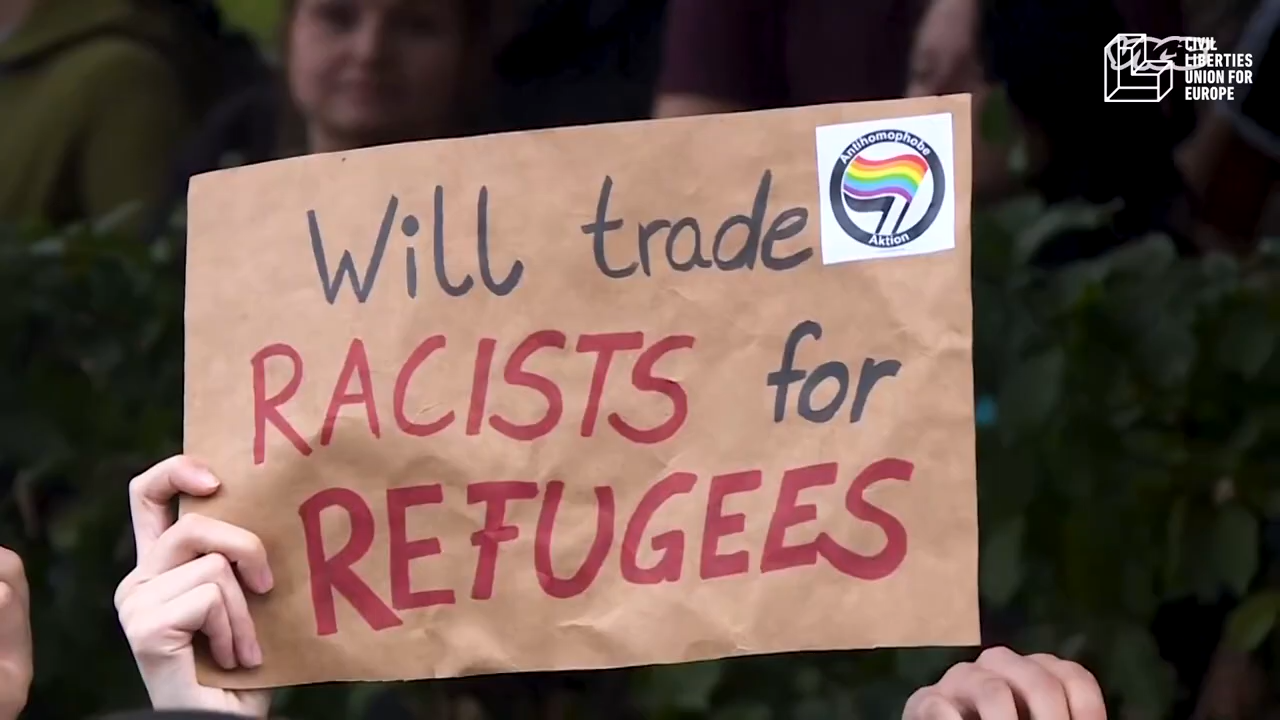 CIVIL
LIBERTIES
UNION FOR
EUROPE
Will trade
Antihomophobe
Aktion
RACISTS for
REFUGEES